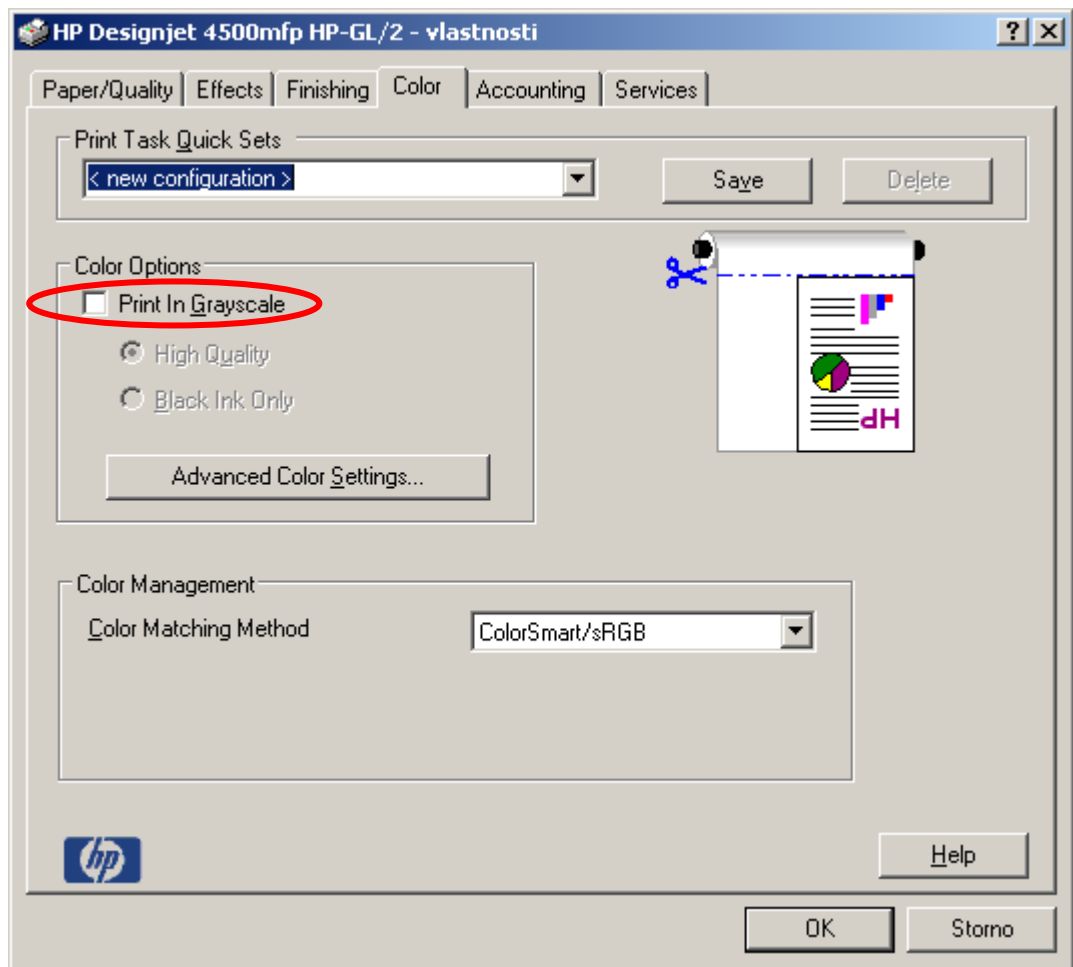 HP Designjet 4500mfp HP-GL/2 - vlastnosti
Paper/Quality Effects Finishing Color Accounting Services
Print Task Quick Sets
< new configuration > Save Delete
Color Options
Print In Grayscale
High Quality
Black Ink Only
Advanced Color Settings...
HP
Color Management
Color Matching Method ColorSmart/sRGB
hp
Help
OK Storno